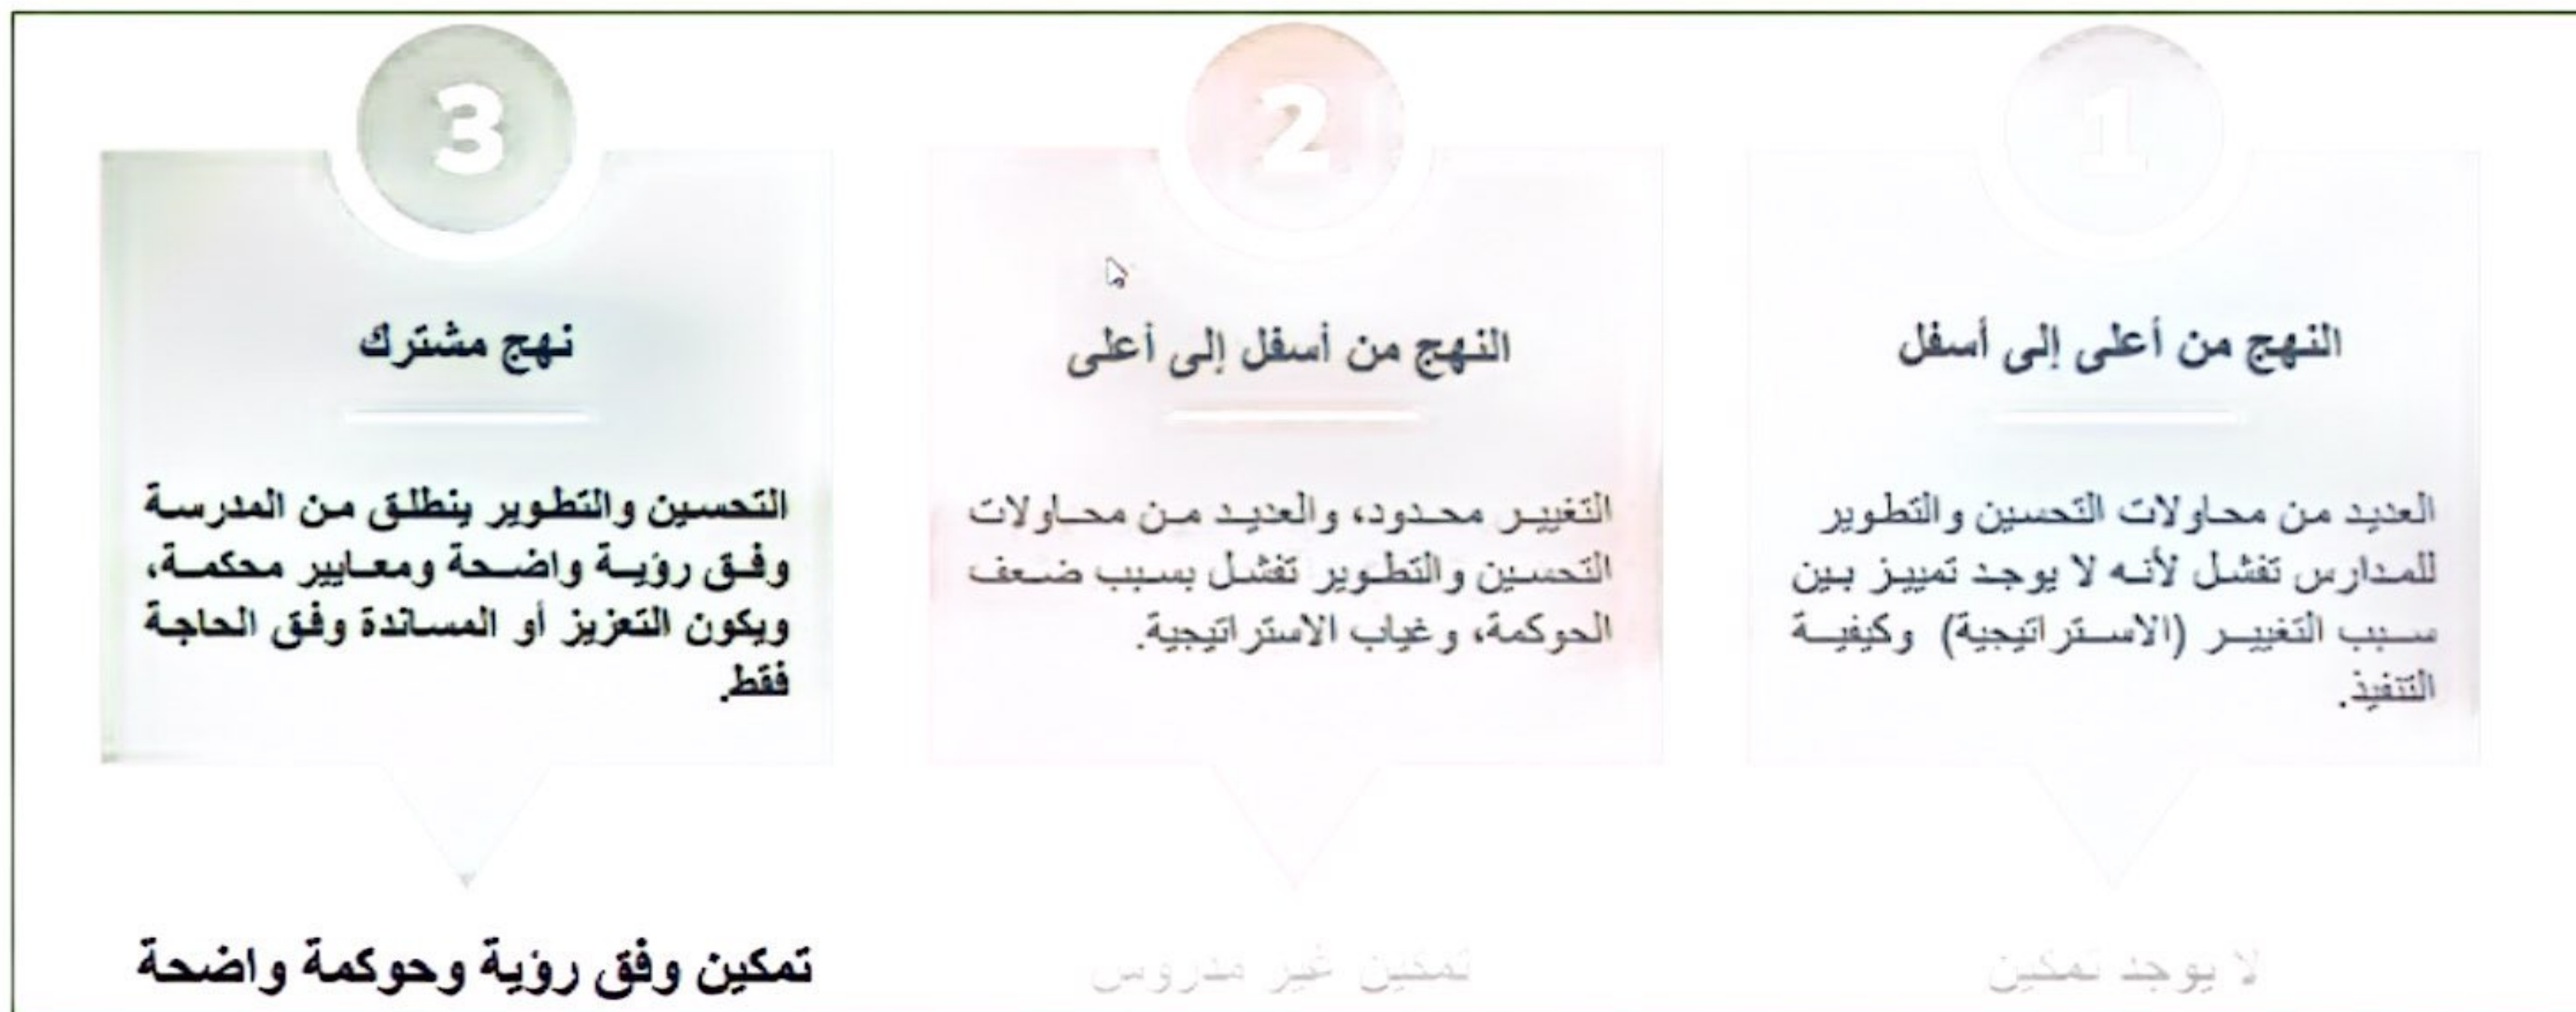 1
النهج من أعلى إلى أسفل
العديد من محاولات التحسين والتطوير
للمدارس تفشل لأنه لا يوجد تمييز بين
سبب التغيير (الاستراتيجية) وكيفية
التنفيذ.
لا يوجد تمكين
2
النهج من أسفل إلى أعلى
التغيير محدود، والعديد من محاولات
التحسين والتطوير تفشل بسبب ضعف
الحوكمة، وغياب الاستراتيجية.
تمكين غير مدروس
3
نهج مشترك
التحسين والتطوير ينطلق من المدرسة
وفق رؤية واضحة ومعايير محكمة،
ويكون التعزيز أو المساندة وفق الحاجة
فقط.
تمكين وفق رؤية وحوكمة واضحة